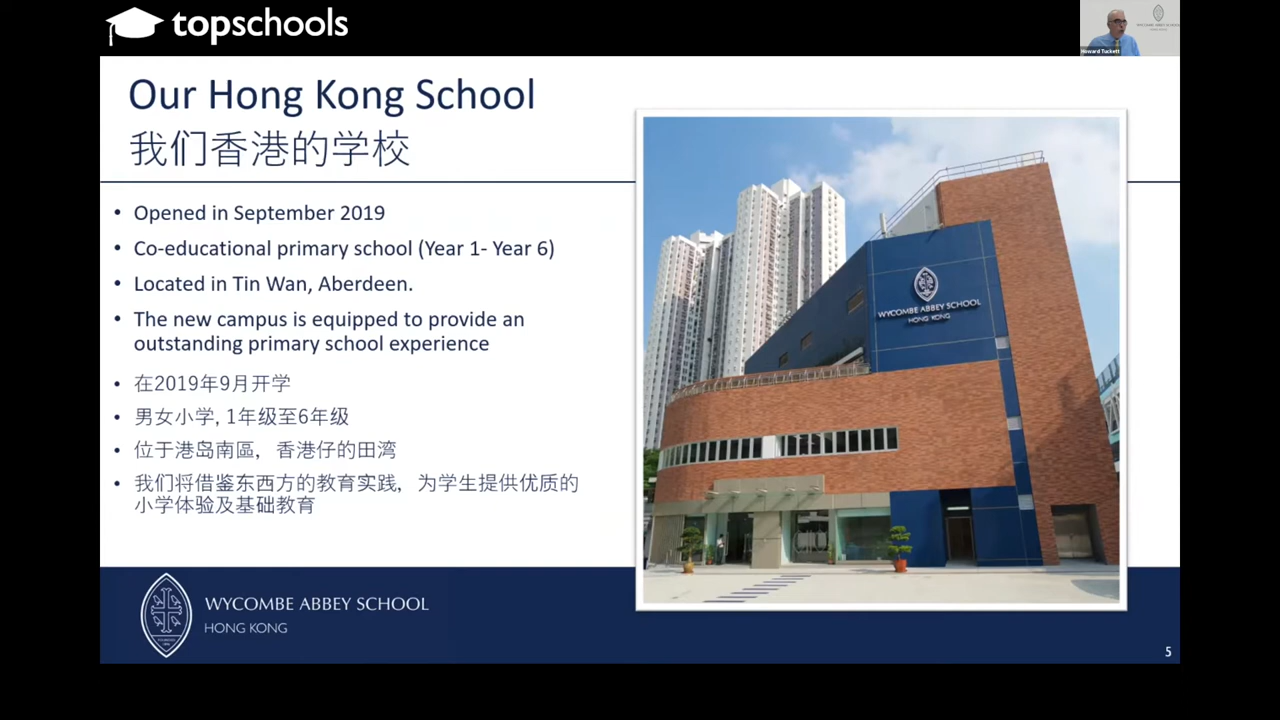 topschools
WYCOMBE ABBEY SCHOOL
HONG KONG
Howard Tuckett
Our Hong Kong School
我们香港的学校
• Opened in September 2019
• Co-educational primary school (Year 1- Year 6)
• Located in Tin Wan, Aberdeen.
• The new campus is equipped to provide an
outstanding primary school experience
• 在2019年9月开学
• 男女小学, 1年级至6年级
• 位于港岛南區，香港仔的田湾
• 我们将借鉴东西方的教育实践，为学生提供优质的
小学体验及基础教育
WYCOMBE ABBEY SCHOOL
HONG KONG
WYCOMBE ABBEY SCHOOL
HONG KONG
5